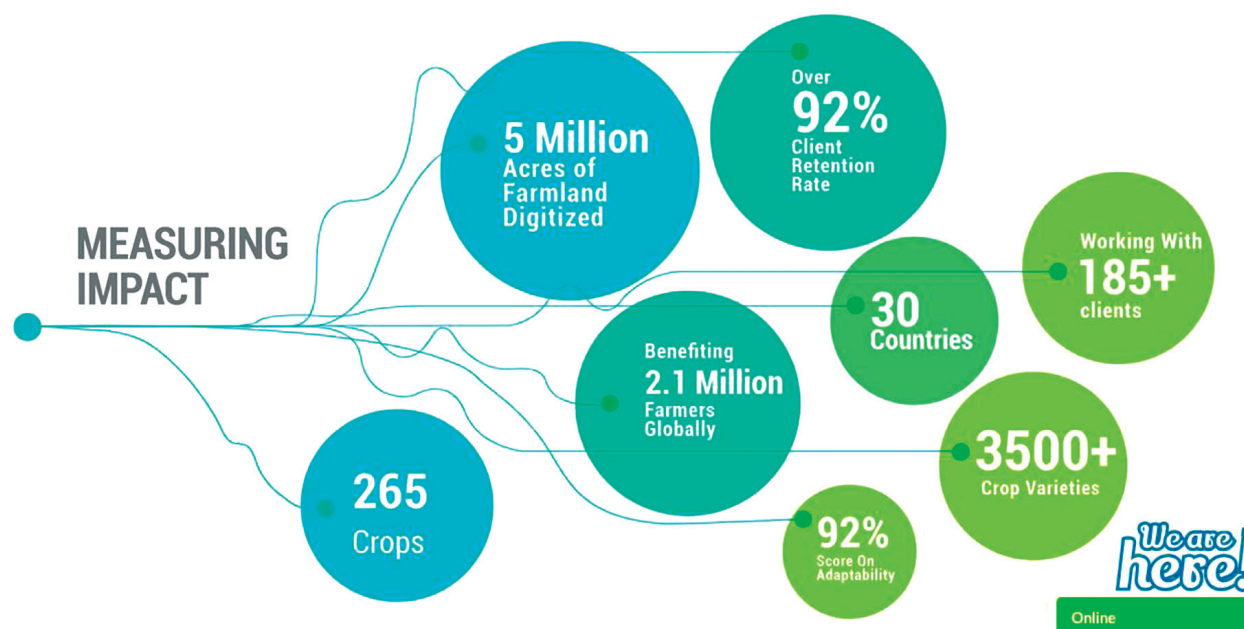 MEASURING
IMPACT
5 Million
Acres of
Farmland
Digitized
Over
92%
Client
Retention
Rate
Working With
185+
clients
30
Countries
Benefiting
2.1 Million
Farmers
Globally
3500+
Crop Varieties
265
Crops
92%
Score On
Adaptability
We are
here!
Online